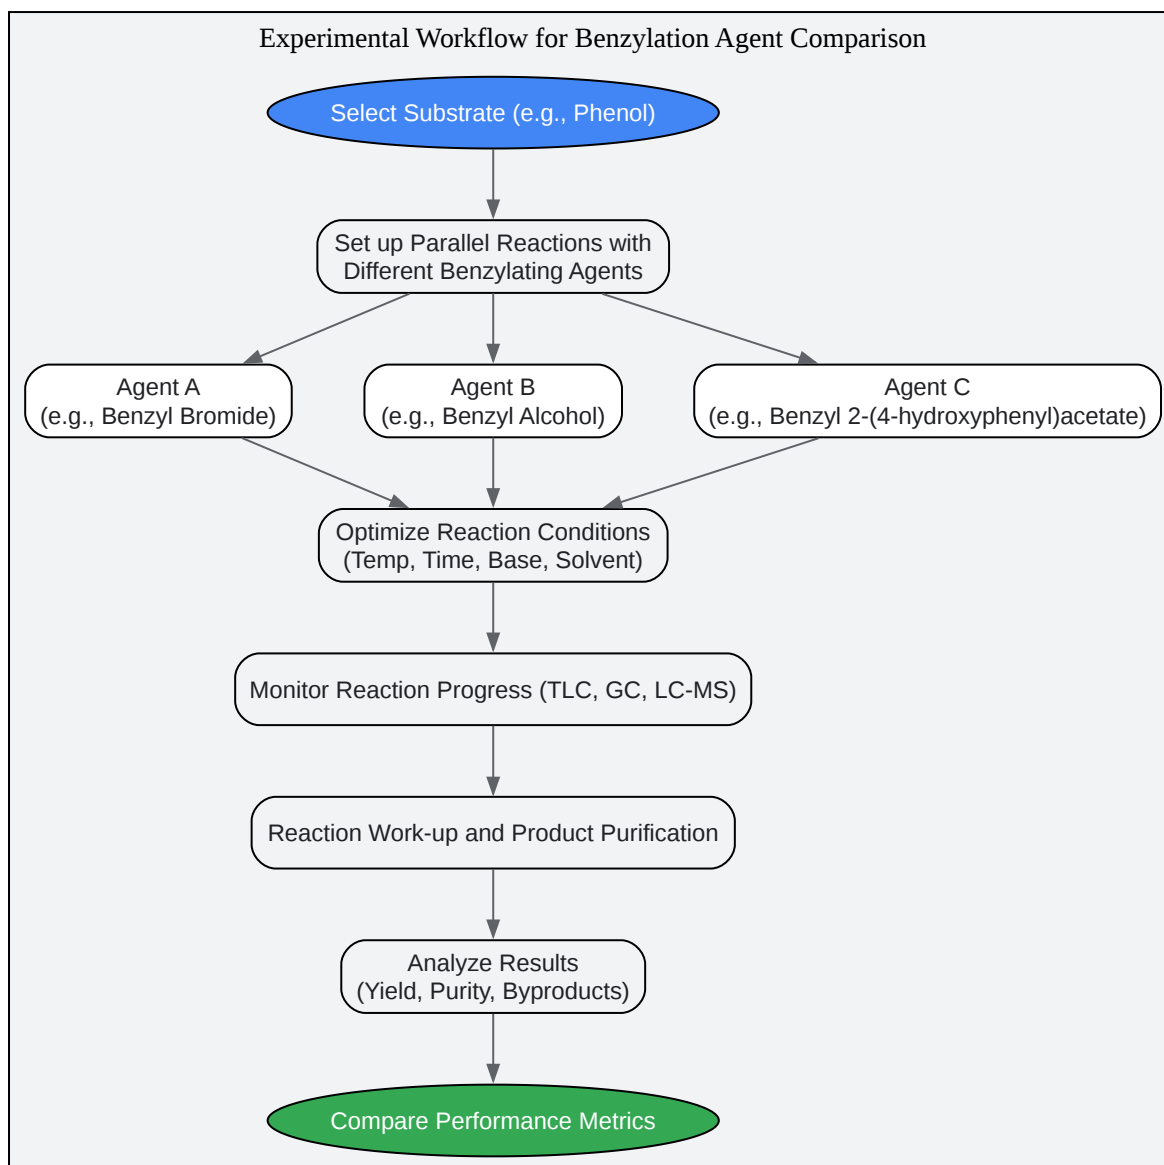 Experimental Workflow for Benzylation Agent Comparison
Select Substrate (e.g., Phenol)
Set up Parallel Reactions with
Different Benzylating Agents
Agent A
(e.g., Benzyl Bromide)
Agent B
(e.g., Benzyl Alcohol)
Agent C
(e.g., Benzyl 2-(4-hydroxyphenyl)acetate)
Optimize Reaction Conditions
(Temp, Time, Base, Solvent)
Monitor Reaction Progress (TLC, GC, LC-MS)
Reaction Work-up and Product Purification
Analyze Results
(Yield, Purity, Byproducts)
Compare Performance Metrics